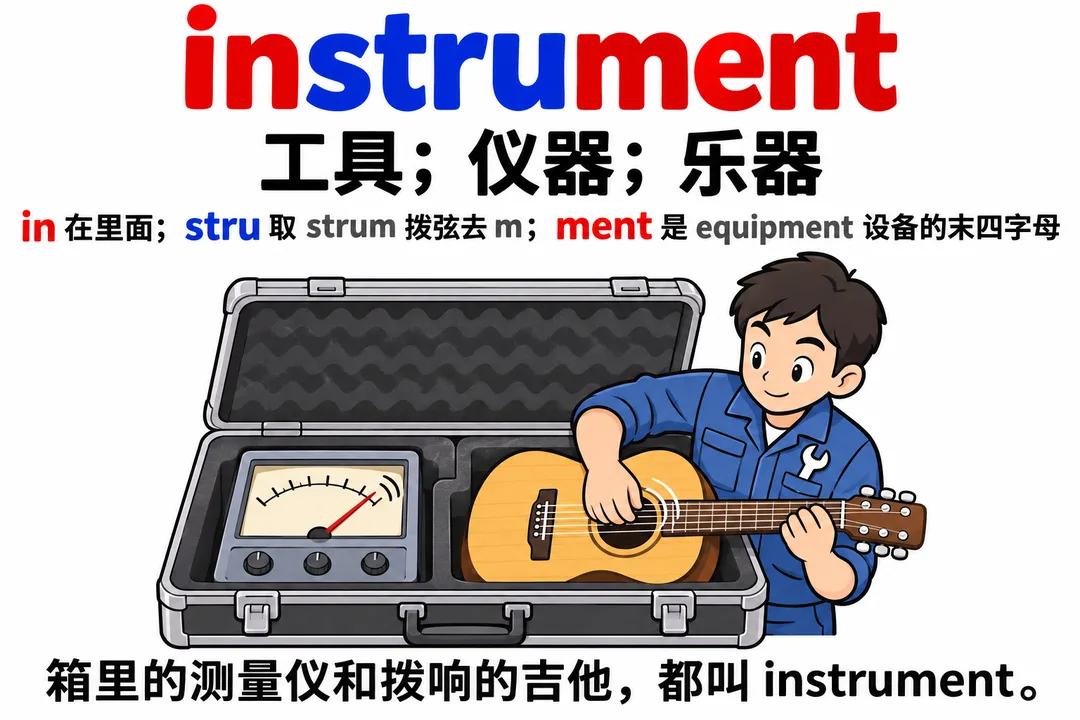 instrument
工具；仪器；乐器
in 在里面；stru 取 strum 拨弦去 m；ment 是 equipment 设备的末四字母
箱里的测量仪和拨响的吉他，都叫 instrument。